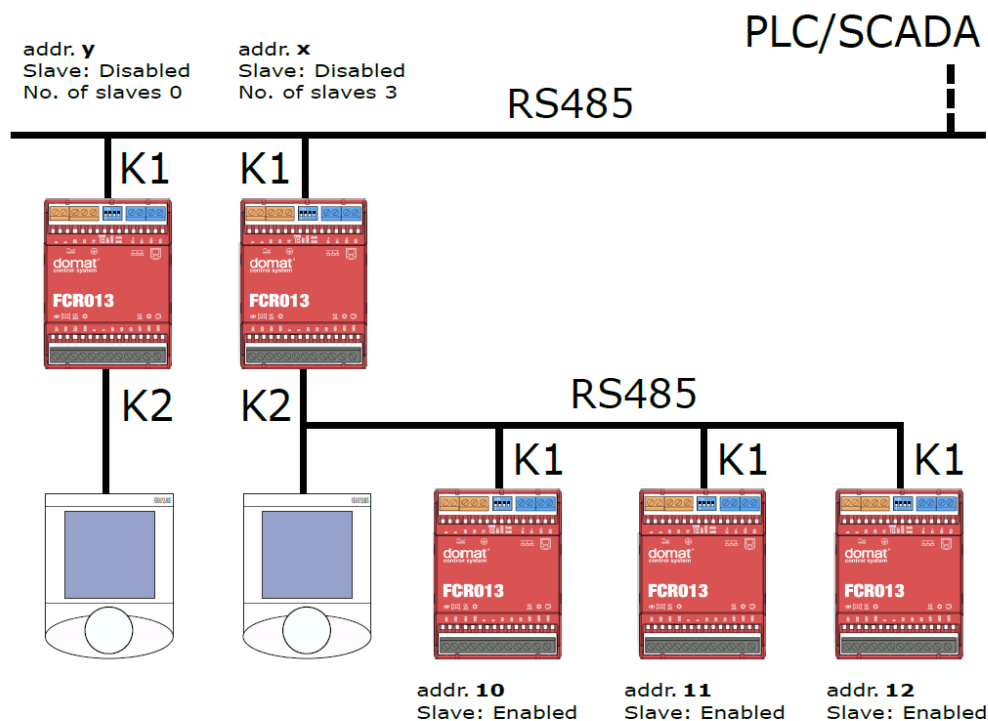 PLC/SCADA
addr. y
Slave: Disabled
No. of slaves 0
addr. x
Slave: Disabled
No. of slaves 3
RS485
K1
K1
domat
control system
FCR013
domat
control system
FCR013
K2
K2
RS485
K1
K1
K1
domat
domat
domat
control system
FCR013
domat
control system
FCR013
domat
control system
FCR013
addr. 10
Slave: Enabled
addr. 11
Slave: Enabled
addr. 12
Slave: Enabled